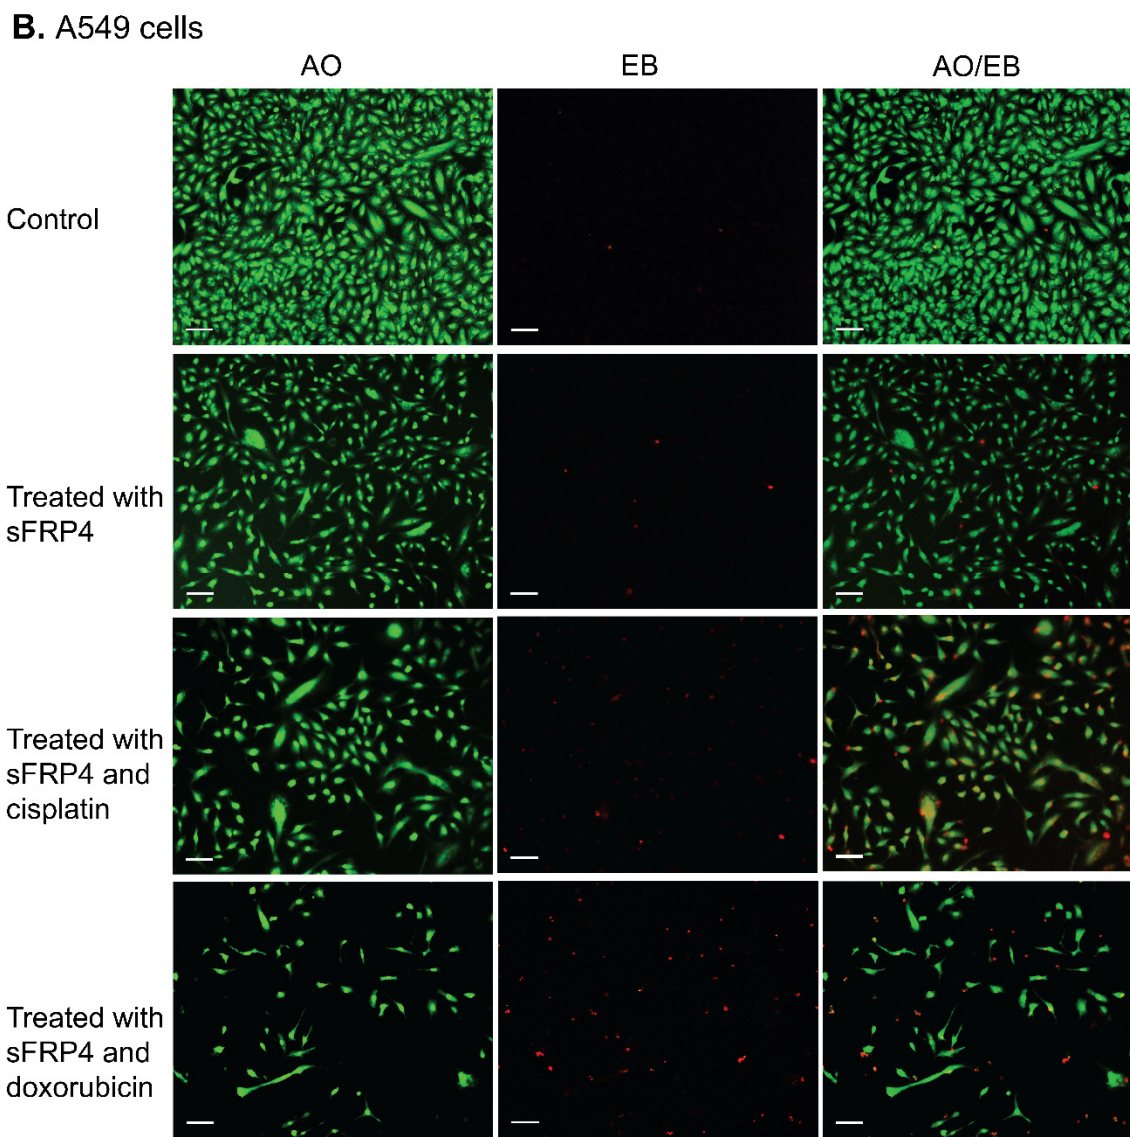 B. A549 cells
AO EB AO/EB
Control
Treated with
sFRP4
Treated with
sFRP4 and
cisplatin
Treated with
sFRP4 and
doxorubicin